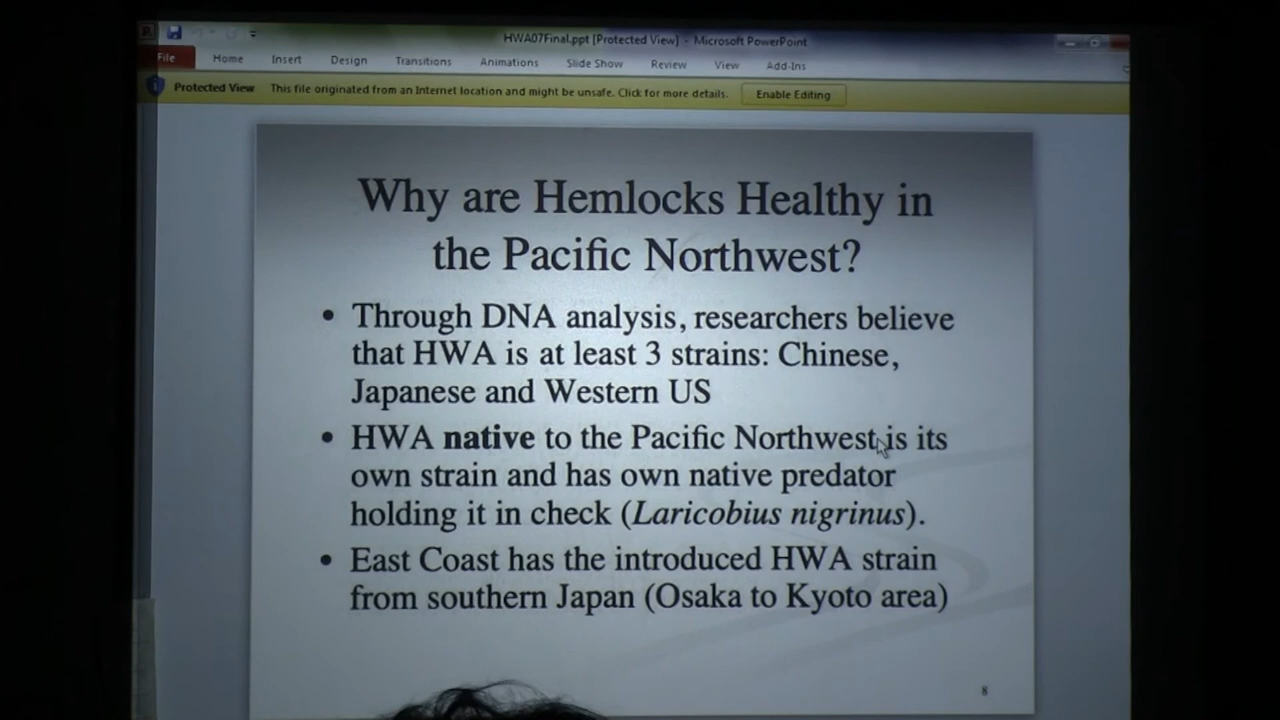 HWA07Final.ppt [Protected View] - Microsoft PowerPoint
File Home Insert Design Transitions Animations Slide Show Review View Add-Ins
Protected View This file originated from an Internet location and might be unsafe. Click for more details. Enable Editing
Why are Hemlocks Healthy in
the Pacific Northwest?
• Through DNA analysis, researchers believe
that HWA is at least 3 strains: Chinese,
Japanese and Western US
• HWA native to the Pacific Northwest is its
own strain and has own native predator
holding it in check (Laricobius nigrinus).
• East Coast has the introduced HWA strain
from southern Japan (Osaka to Kyoto area)
8